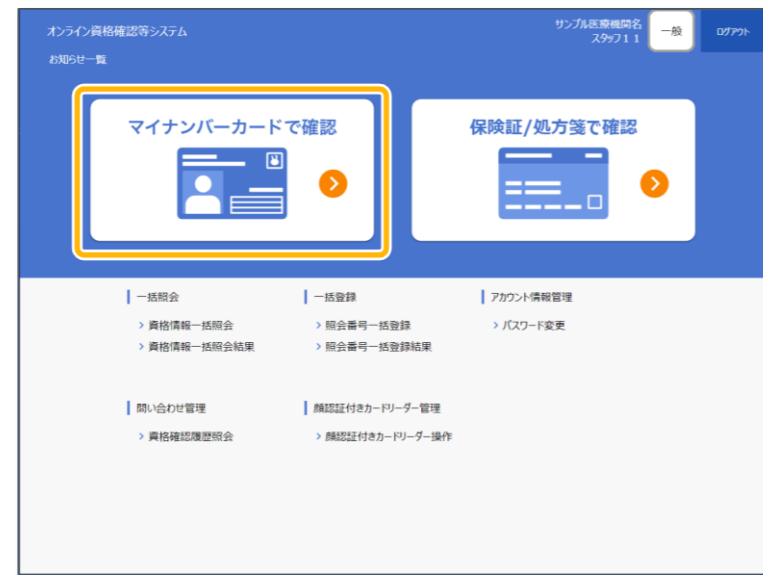 オンライン資格確認等システム
サンプル医療機関名
スタッフ11
一般
ログアウト
お知らせ一覧
マイナンバーカードで確認
保険証/処方箋で確認
一括照会
一括登録
アカウント情報管理
資格情報一括照会
照会番号一括登録
パスワード変更
資格情報一括照会結果
照会番号一括登録結果
問い合わせ管理
顔認証付きカードリーダー管理
資格確認履歴照会
顔認証付きカードリーダー操作